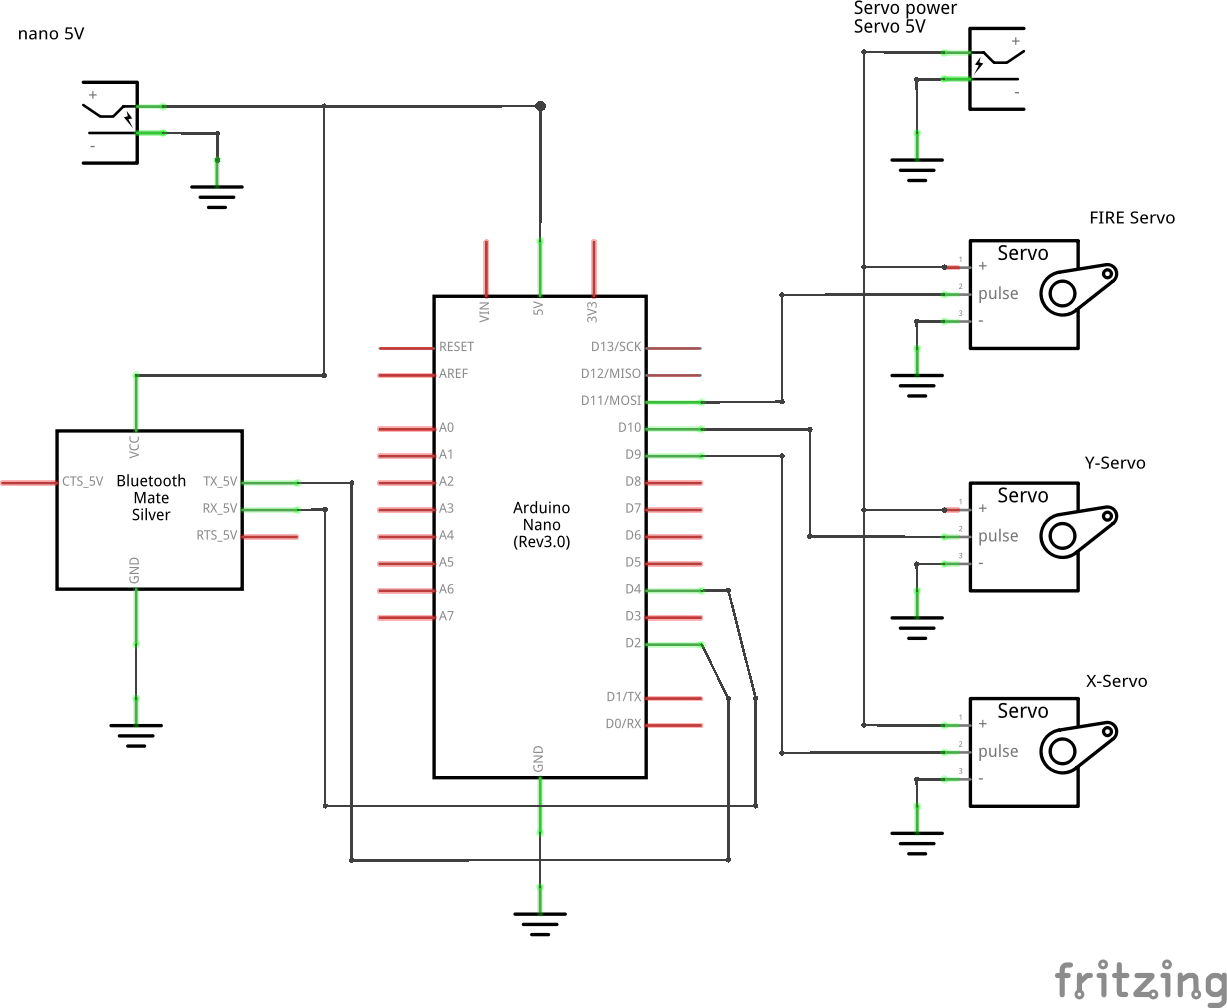 nano 5V
+
-
Servo power
Servo 5V
+
-
FIRE Servo
Servo
1
+
2
pulse
3
-
VIN
5V
3V3
RESET
AREF
A0
A1
A2
A3
A4
A5
A6
A7
D13/SCK
D12/MISO
D11/MOSI
D10
D9
D8
D7
D6
D5
D4
D3
D2
D1/TX
D0/RX
GND
Arduino
Nano
(Rev3.0)
VCC
CTS_5V
Bluetooth
Mate
Silver
TX_5V
RX_5V
RTS_5V
GND
Y-Servo
Servo
1
+
2
pulse
3
-
X-Servo
Servo
1
+
2
pulse
3
-
fritzing